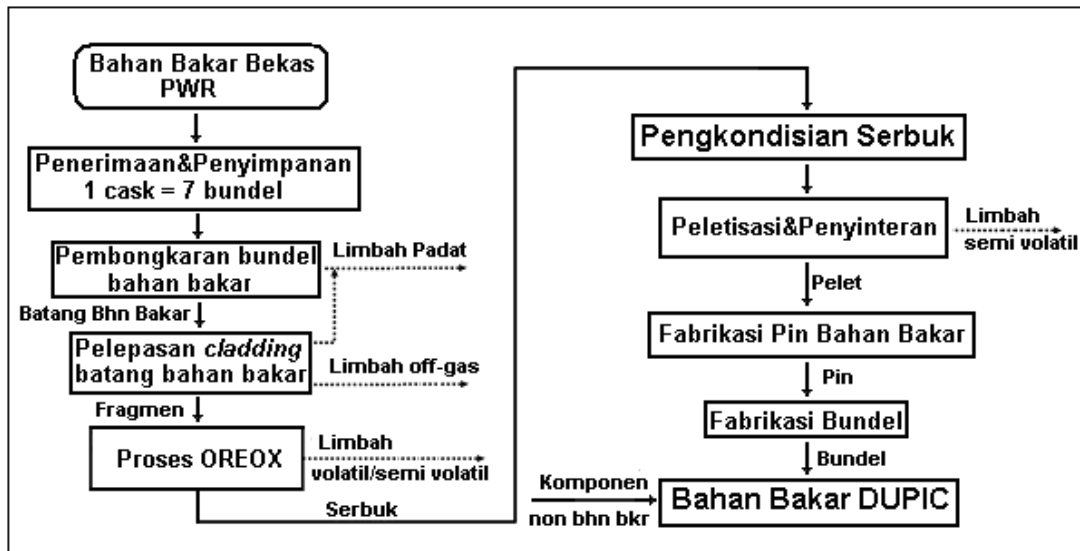 Bahan Bakar Bekas
PWR
Penerimaan&Penyimpanan
1 cask = 7 bundel
Pembongkaran bundel
bahan bakar
Limbah Padat
Batang Bhn Bakar
Pelepasan cladding
batang bahan bakar
Limbah off-gas
Fragmen
Proses OREOX
Limbah
volatil/semi volatil
Serbuk
Pengkondisian Serbuk
Peletisasi&Penyinteran
Limbah
semi volatil
Pelet
Fabrikasi Pin Bahan Bakar
Pin
Fabrikasi Bundel
Bundel
Komponen
non bhn bkr
Bahan Bakar DUPIC